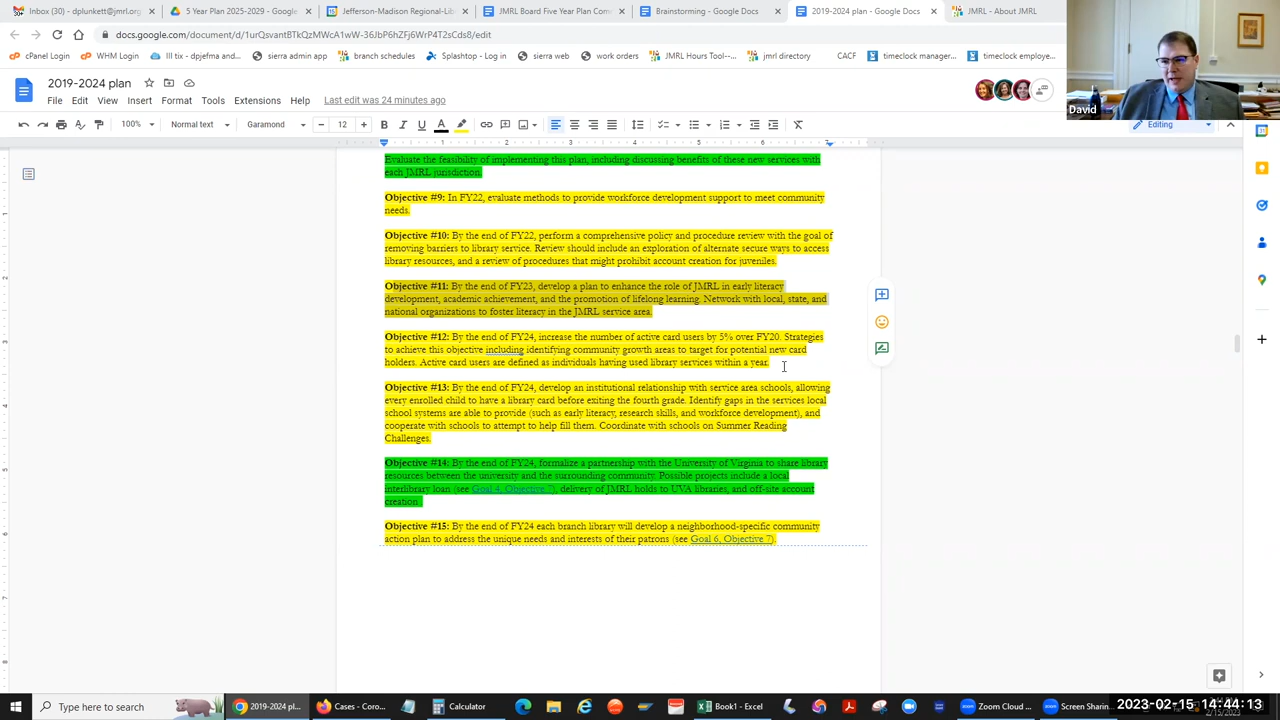 Inbox (30) - dplunkett@jmrl.org
5 Year Plan 2025-2029 - Google
Jefferson-Madison Regional-Lib
JMRL Board Five Year Plan Com
Brainstorming - Google Docs
2019-2024 plan - Google Docs
JMRL - About JMRL
docs.google.com/document/d/1urQsvantBTkQzMWcA1wW-36JbP6hZFj6WrP4T2sCds8/edit
cPanel Login
WHM Login
III tix - dpjefma and...
sierra admin app
branch schedules
Splashtop - Login
sierra web
work orders
JMRL Hours Tool--...
jmrl directory
CACF
timeclock manager...
timeclock employe...
2019-2024 plan
File Edit View Insert Format Tools Extensions Help Last edit was 24 minutes ago
David
100% Normal text Garamond 12
Editing
Evaluate the feasibility of implementing this plan, including discussing benefits of these new services with
each JMRL jurisdiction.
Objective #9: In FY22, evaluate methods to provide workforce development support to meet community
needs.
Objective #10: By the end of FY22, perform a comprehensive policy and procedure review with the goal of
removing barriers to library service. Review should include an exploration of alternate secure ways to access
library resources, and a review of procedures that might prohibit account creation for juveniles.
Objective #11: By the end of FY23, develop a plan to enhance the role of JMRL in early literacy
development, academic achievement, and the promotion of lifelong learning. Network with local, state, and
national organizations to foster literacy in the JMRL service area.
Objective #12: By the end of FY24, increase the number of active card users by 5% over FY20. Strategies
to achieve this objective including identifying community growth areas to target for potential new card
holders. Active card users are defined as individuals having used library services within a year.
Objective #13: By the end of FY24, develop an institutional relationship with service area schools, allowing
every enrolled child to have a library card before exiting the fourth grade. Identify gaps in the services local
school systems are able to provide (such as early literacy, research skills, and workforce development), and
cooperate with schools to attempt to help fill them. Coordinate with schools on Summer Reading
Challenges.
Objective #14: By the end of FY24, formalize a partnership with the University of Virginia to share library
resources between the university and the surrounding community. Possible projects include a local
interlibrary loan (see Goal 4, Objective 7), delivery of JMRL holds to UVA libraries, and off-site account
creation.
Objective #15: By the end of FY24 each branch library will develop a neighborhood-specific community
action plan to address the unique needs and interests of their patrons (see Goal 6, Objective 7).
Type here to search
2019-2024 plan - ...
Cases - Coro...
Calculator
Book1 - Excel
Zoom Cloud ...
Screen Sharin...
2023-02-15 14:44:13